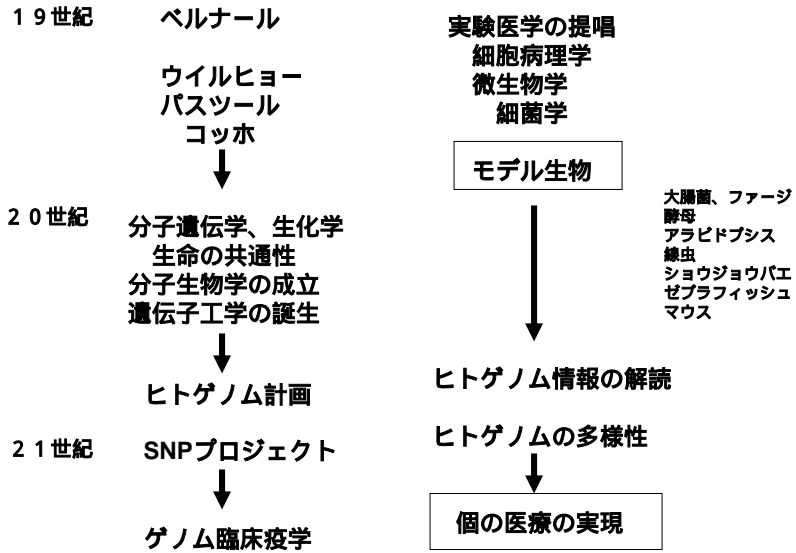 １９世紀
ベルナール
実験医学の提唱
ウイルヒョー
細胞病理学
パスツール
微生物学
コッホ
細菌学
モデル生物
大腸菌、ファージ
酵母
アラビドプシス
線虫
ショウジョウバエ
ゼブラフィッシュ
マウス
２０世紀
分子遺伝学、生化学
生命の共通性
分子生物学の成立
遺伝子工学の誕生
ヒトゲノム計画
ヒトゲノム情報の解読
２１世紀
SNPプロジェクト
ヒトゲノムの多様性
ゲノム臨床疫学
個の医療の実現